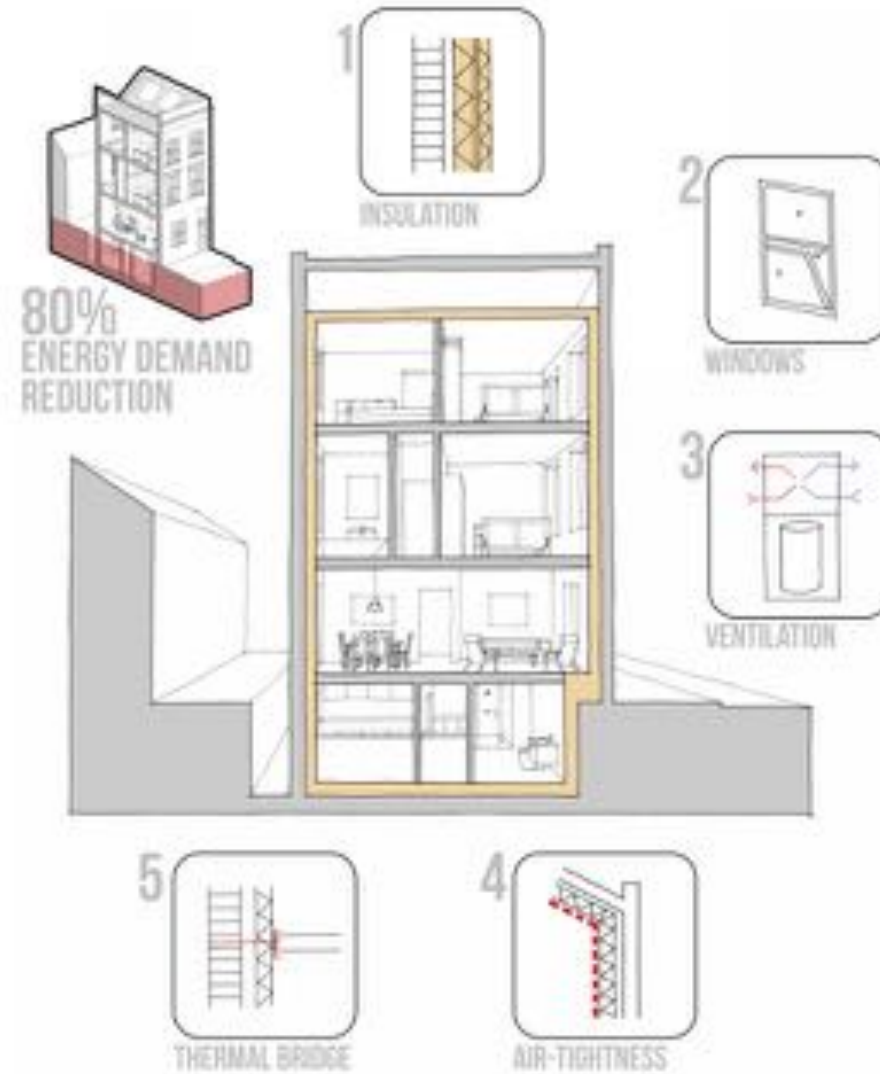 1
INSULATION
80%
ENERGY DEMAND
REDUCTION
2
WINDOWS
3
VENTILATION
5
THERMAL BRIDGE
4
AIR-TIGHTNESS